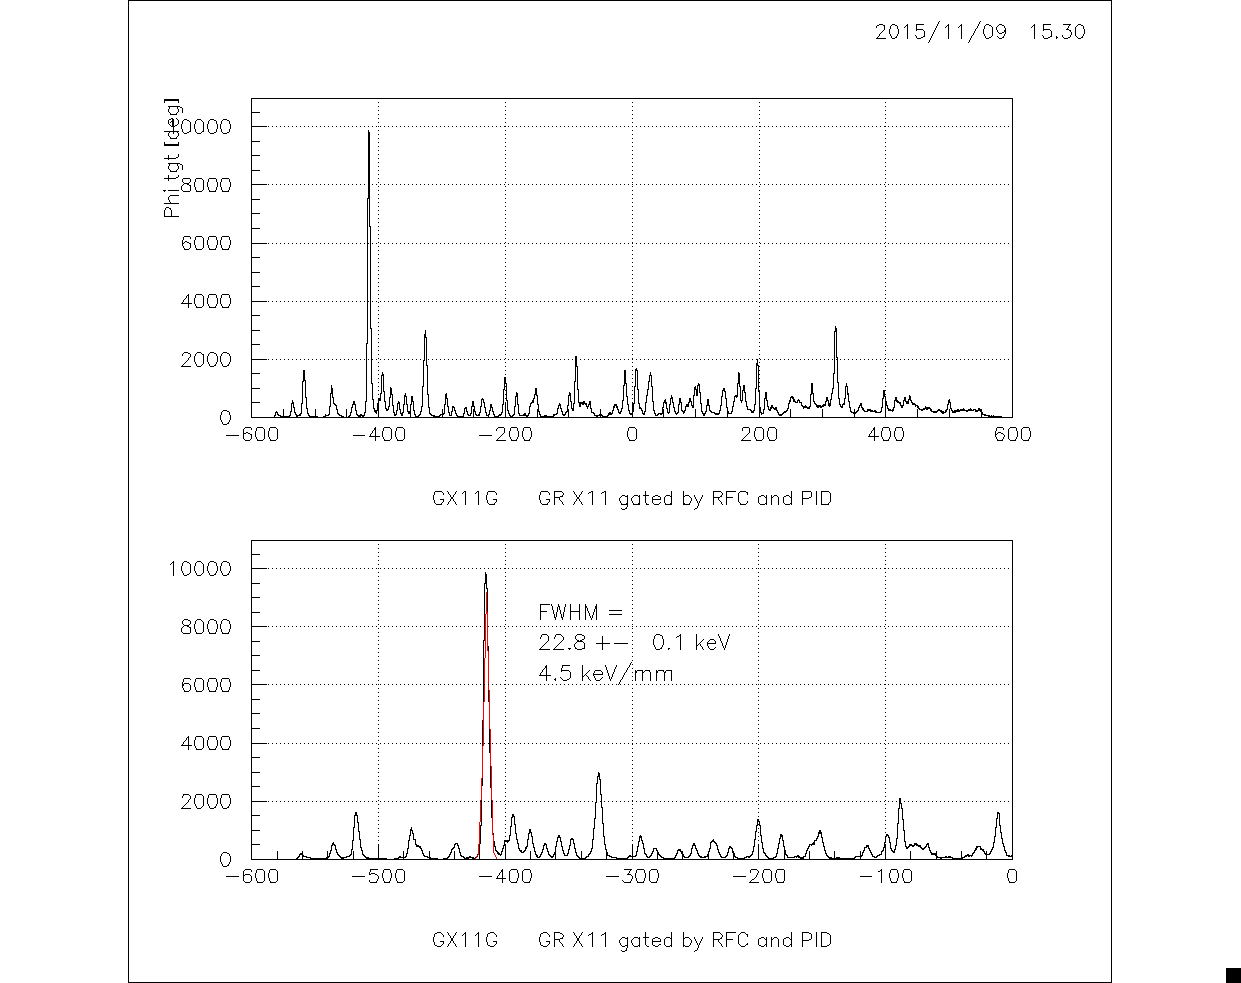 2015/11/09 15.30
Phi tgt [deg]
10000
8000
6000
4000
2000
0
−600 −400 −200 0 200 400 600
GX11G GR X11 gated by RFC and PID
10000
8000
6000
4000
2000
0
FWHM =
22.8 +− 0.1 keV
4.5 keV/mm
−600 −500 −400 −300 −200 −100 0
GX11G GR X11 gated by RFC and PID